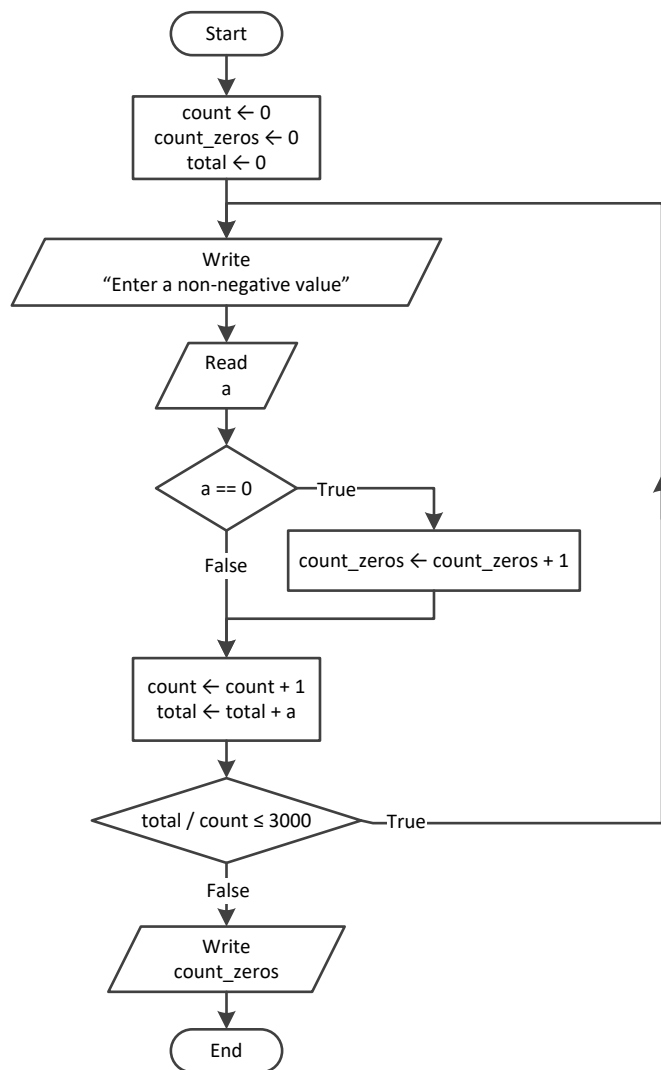 Start
count ← 0
count_zeros ← 0
total ← 0
Write
“Enter a non-negative value”
Read
a
a == 0
True
False
count_zeros ← count_zeros + 1
count ← count + 1
total ← total + a
total / count ≤ 3000
True
False
Write
count_zeros
End